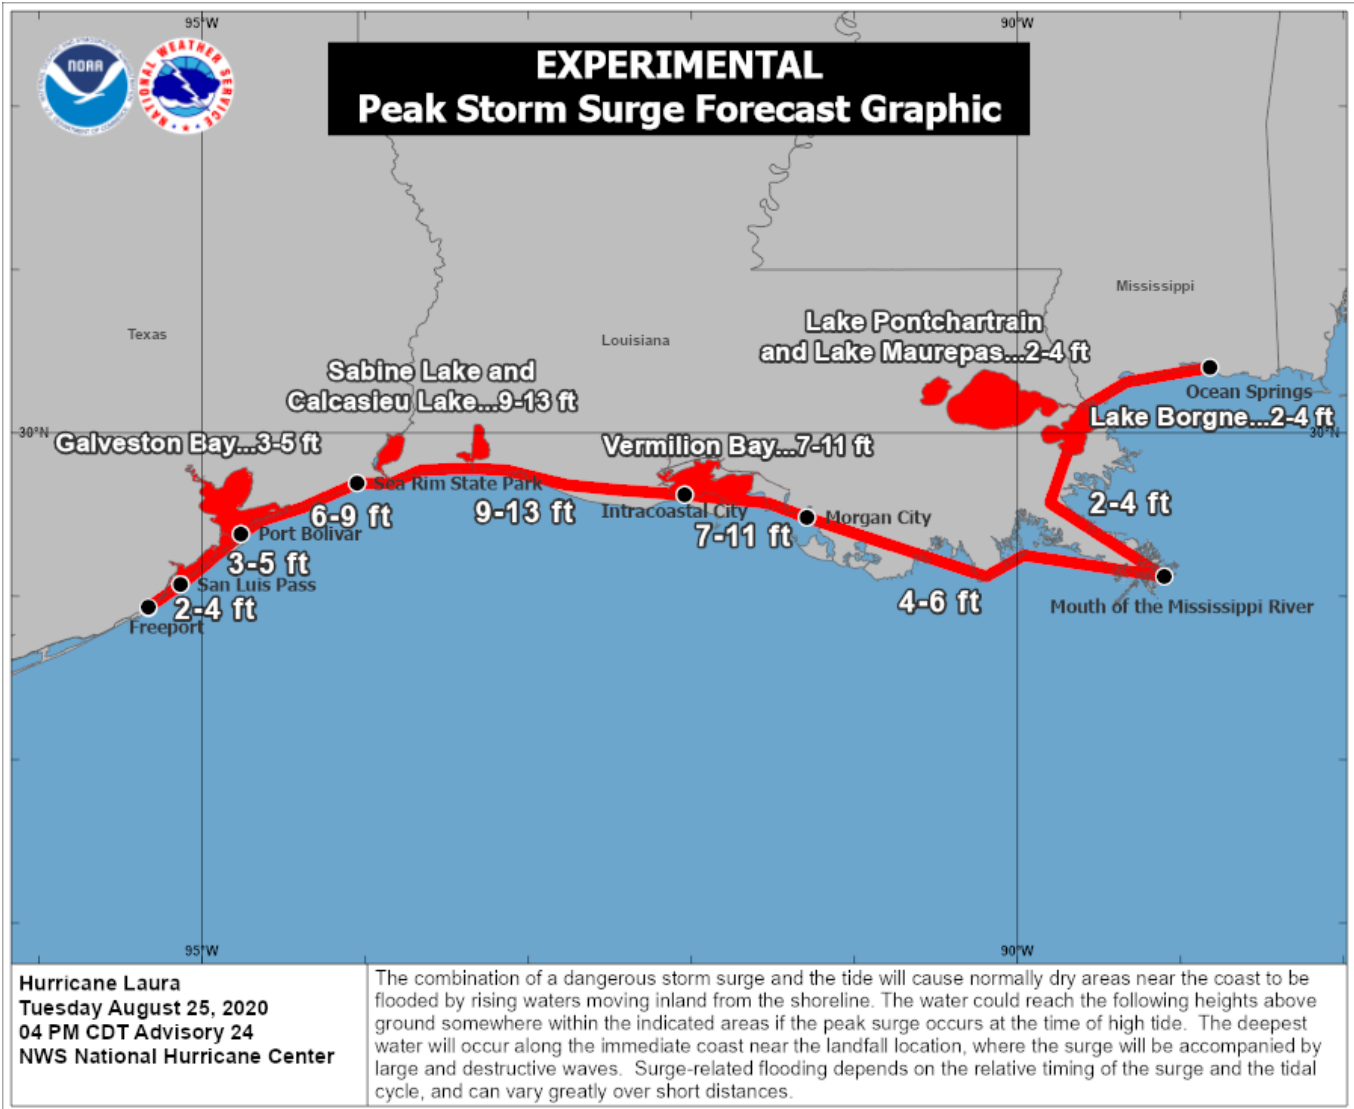 95°W
90°W
NOAA
NATIONAL WEATHER SERVICE
EXPERIMENTAL
Peak Storm Surge Forecast Graphic
Mississippi
Texas
Louisiana
Lake Pontchartrain
and Lake Maurepas...2-4 ft
Sabine Lake and
Calcasieu Lake...9-13 ft
Ocean Springs
Lake Borgne...2-4 ft
30°N
30°N
Galveston Bay...3-5 ft
Vermilion Bay...7-11 ft
Sea Rim State Park
2-4 ft
6-9 ft
9-13 ft
Intracoastal City
Morgan City
Port Bolivar
7-11 ft
3-5 ft
San Luis Pass
2-4 ft
4-6 ft
Mouth of the Mississippi River
Freeport
95°W
90°W
Hurricane Laura
Tuesday August 25, 2020
04 PM CDT Advisory 24
NWS National Hurricane Center
The combination of a dangerous storm surge and the tide will cause normally dry areas near the coast to be
flooded by rising waters moving inland from the shoreline. The water could reach the following heights above
ground somewhere within the indicated areas if the peak surge occurs at the time of high tide. The deepest
water will occur along the immediate coast near the landfall location, where the surge will be accompanied by
large and destructive waves. Surge-related flooding depends on the relative timing of the surge and the tidal
cycle, and can vary greatly over short distances.